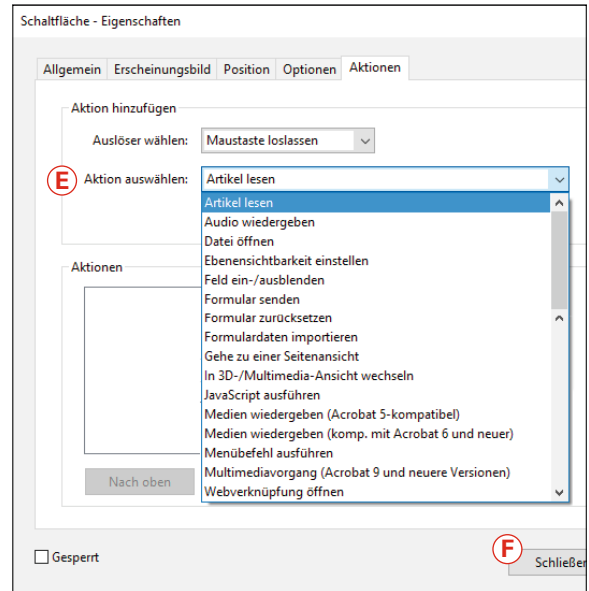 Schaltfläche - Eigenschaften
Allgemein Erscheinungsbild Position Optionen Aktionen
Aktion hinzufügen
Auslöser wählen: Maustaste loslassen
E Aktion auswählen: Artikel lesen
Artikel lesen
Audio wiedergeben
Datei öffnen
Ebenensichtbarkeit einstellen
Aktionen
Feld ein-/ausblenden
Formular senden
Formular zurücksetzen
Formulardaten importieren
Gehe zu einer Seitenansicht
In 3D-/Multimedia-Ansicht wechseln
JavaScript ausführen
Medien wiedergeben (Acrobat 5-kompatibel)
Medien wiedergeben (komp. mit Acrobat 6 und neuer)
Menübefehl ausführen
Multimediavorgang (Acrobat 9 und neuere Versionen)
Nach oben
Webverknüpfung öffnen
Gesperrt
F
Schließen